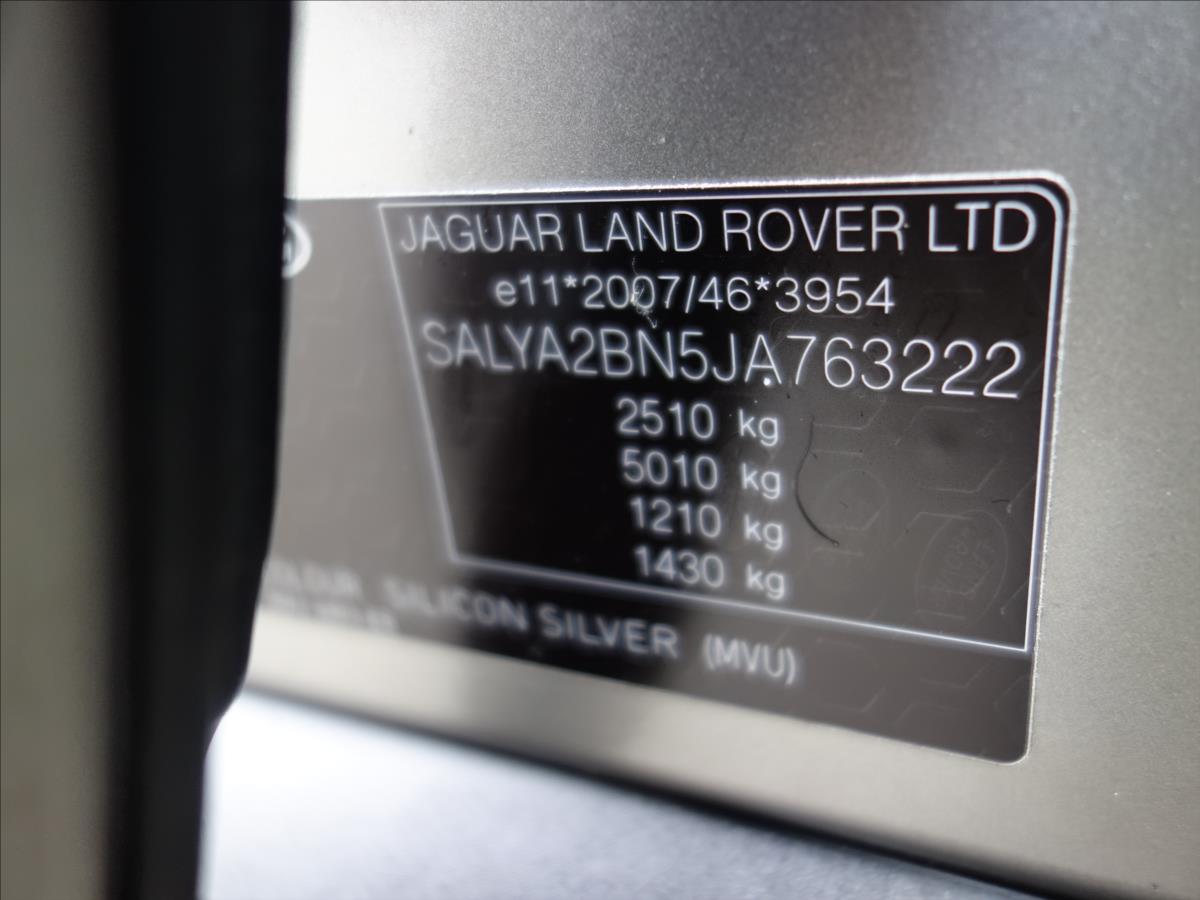 JAGUAR LAND ROVER LTD
e11*2007/46*3954
SALYA2BN5JA763222
2510 kg
5010 kg
1210 kg
1430 kg
SILICON SILVER (MVU)